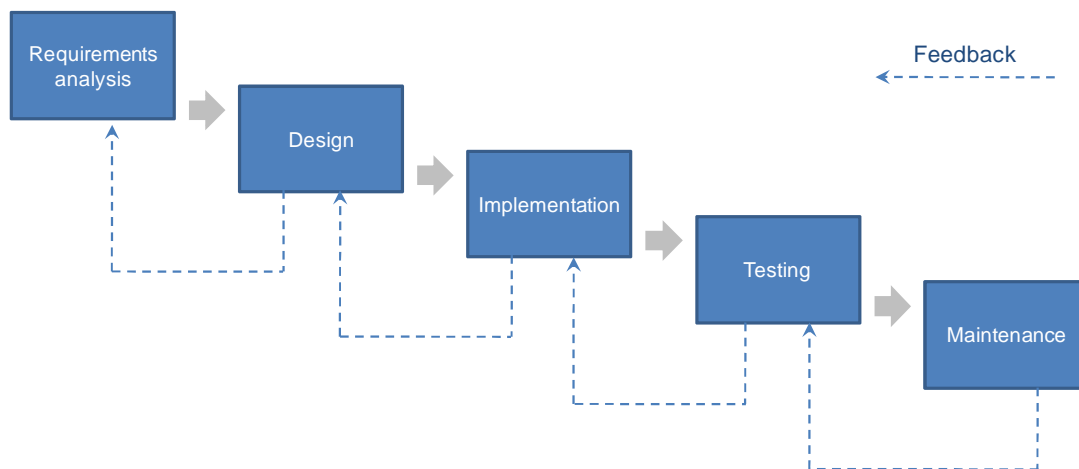 Requirements
analysis
Feedback
Design
Implementation
Testing
Maintenance